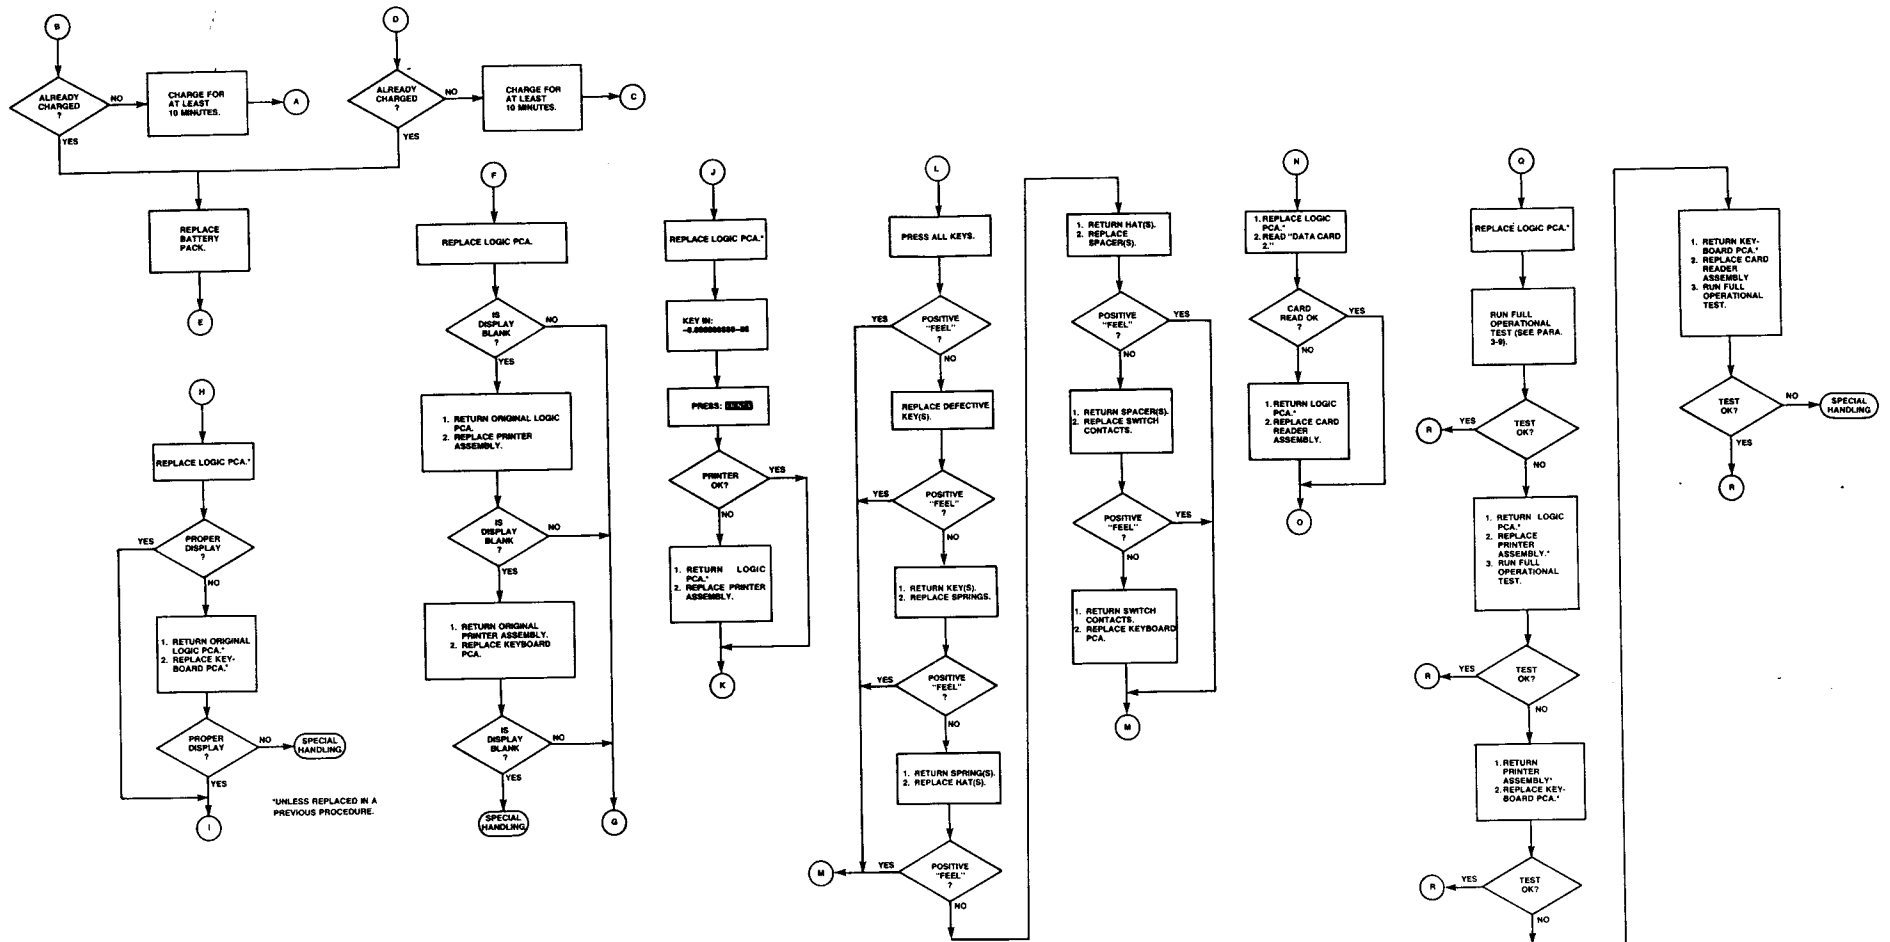 B
ALREADY
CHARGED
?
NO
CHARGE FOR
AT LEAST
10 MINUTES.
A
YES
D
ALREADY
CHARGED
?
NO
CHARGE FOR
AT LEAST
10 MINUTES.
C
YES
REPLACE
BATTERY
PACK.
E
H
REPLACE LOGIC PCA.*
PROPER
DISPLAY
?
YES
NO
1. RETURN ORIGINAL
LOGIC PCA.*
2. REPLACE KEY-
BOARD PCA.*
PROPER
DISPLAY
?
NO
SPECIAL
HANDLING
YES
I
*UNLESS REPLACED IN A
PREVIOUS PROCEDURE.
F
REPLACE LOGIC PCA.
IS
DISPLAY
BLANK
?
NO
YES
1. RETURN ORIGINAL LOGIC
PCA.
2. REPLACE PRINTER
ASSEMBLY.
IS
DISPLAY
BLANK
?
NO
YES
1. RETURN ORIGINAL
PRINTER ASSEMBLY.
2. REPLACE KEYBOARD
PCA.
IS
DISPLAY
BLANK
?
NO
YES
SPECIAL
HANDLING
G
J
REPLACE LOGIC PCA.*
KEY IN:
PRESS:
PRINTER
OK?
YES
NO
1. RETURN LOGIC
PCA.*
2. REPLACE PRINTER
ASSEMBLY.
K
L
PRESS ALL KEYS.
POSITIVE
"FEEL"
?
YES
NO
REPLACE DEFECTIVE
KEY(S).
POSITIVE
"FEEL"
?
YES
NO
1. RETURN KEY(S).
2. REPLACE SPRINGS.
POSITIVE
"FEEL"
?
YES
NO
1. RETURN SPRING(S).
2. REPLACE HAT(S).
POSITIVE
"FEEL"
?
YES
M
NO
1. RETURN HAT(S).
2. REPLACE
SPACER(S).
POSITIVE
"FEEL"
?
YES
NO
1. RETURN SPACER(S).
2. REPLACE SWITCH
CONTACTS.
POSITIVE
"FEEL"
?
YES
NO
1. RETURN SWITCH
CONTACTS.
2. REPLACE KEYBOARD
PCA.
M
N
1. REPLACE LOGIC
PCA.*
2. READ "DATA CARD
2."
CARD
READ OK
?
YES
NO
1. RETURN LOGIC
PCA.*
2. REPLACE CARD
READER
ASSEMBLY.
O
Q
REPLACE LOGIC PCA.*
RUN FULL
OPERATIONAL
TEST (SEE PARA.
3-9).
TEST
OK?
YES
R
NO
1. RETURN LOGIC
PCA.*
2. REPLACE
PRINTER
ASSEMBLY.*
3. RUN FULL
OPERATIONAL
TEST.
TEST
OK?
YES
R
NO
1. RETURN
PRINTER
ASSEMBLY*
2. REPLACE KEY-
BOARD PCA.*
TEST
OK?
YES
R
NO
1. RETURN KEY-
BOARD PCA.*
3. REPLACE CARD
READER
ASSEMBLY
3. RUN FULL
OPERATIONAL
TEST.
TEST
OK?
NO
SPECIAL
HANDLING
YES
R